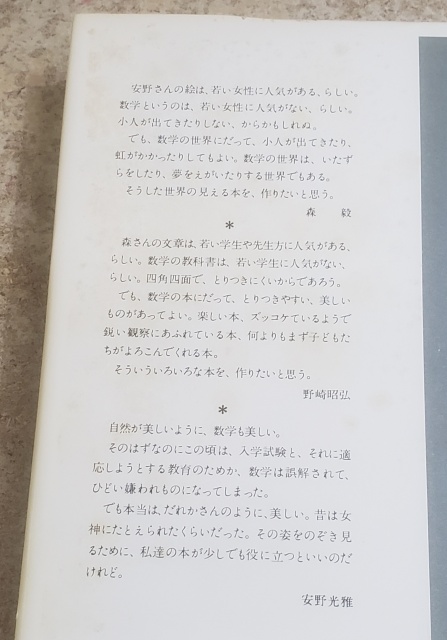 安野さんの絵は、若い女性に人気がある、らしい。
数学というのは、若い女性に人気がない、らしい。
小人が出てきたりしない、からかもしれぬ。
でも、数学の世界にだって、小人が出てきたり、
虹がかかったりしてもよい。数学の世界は、いたず
らをしたり、夢をえがいたりする世界でもある。
そうした世界の見える本を、作りたいと思う。
森 毅
*
森さんの文章は、若い学生や先生方に人気がある、
らしい。数学の教科書は、若い学生に人気がない、
らしい。四角四面で、とりつきにくいからであろう。
でも、数学の本にだって、とりつきやすい、美しい
ものがあってよい。楽しい本、ズッコケているようで
鋭い観察にあふれている本、何よりもまず子どもた
ちがよろこんでくれる本。
そういういろいろな本を、作りたいと思う。
野崎昭弘
*
自然が美しいように、数学も美しい。
そのはずなのにこの頃は、入学試験と、それに適
応しようとする教育のためか、数学は誤解されて、
ひどい嫌われものになってしまった。
でも本当は、だれかさんのように、美しい。昔は女
神にたとえられたくらいだった。その姿をのぞき見
るために、私達の本が少しでも役に立つといいのだ
けれど。
安野光雅